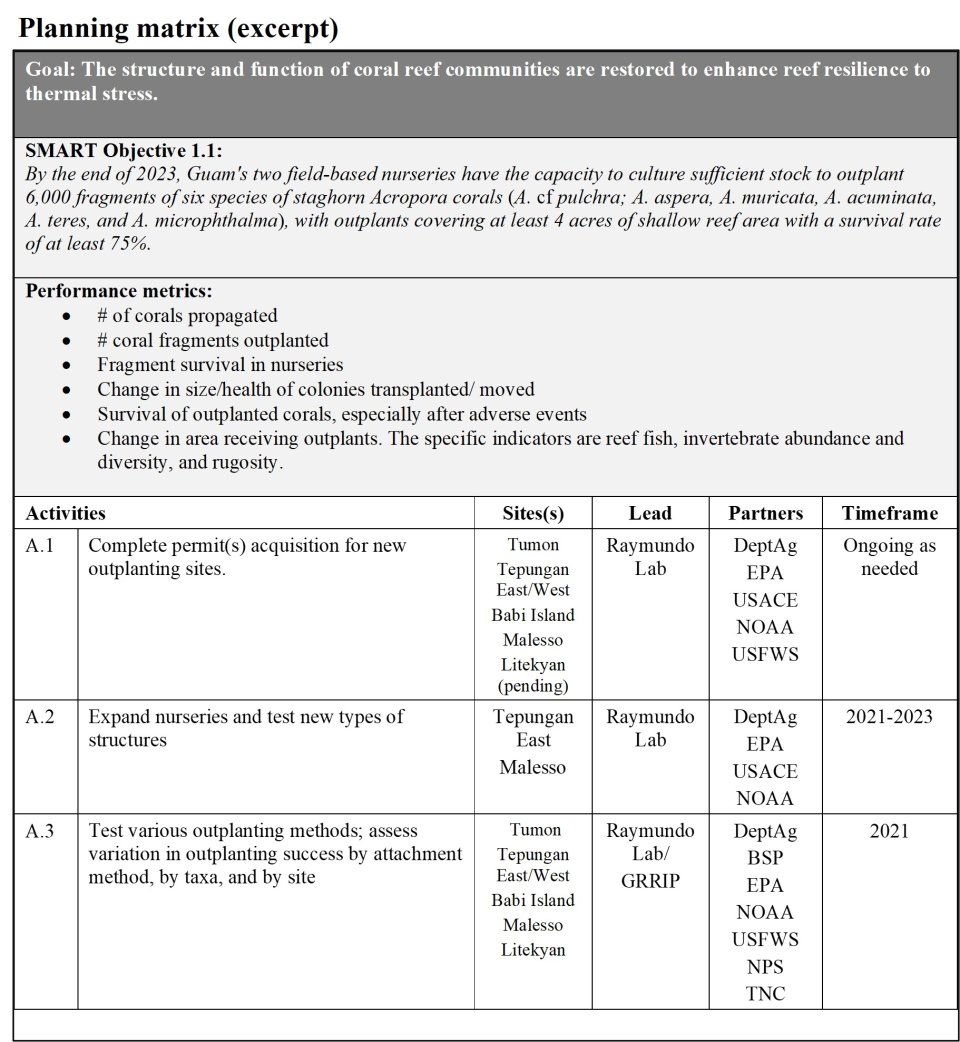 Planning matrix (excerpt)
Goal: The structure and function of coral reef communities are restored to enhance reef resilience to
thermal stress.
SMART Objective 1.1:
By the end of 2023, Guam's two field-based nurseries have the capacity to culture sufficient stock to outplant
6,000 fragments of six species of staghorn Acropora corals (A. cf pulchra; A. aspera, A. muricata, A. acuminata,
A. teres, and A. microphthalma), with outplants covering at least 4 acres of shallow reef area with a survival rate
of at least 75%.
Performance metrics:
• # of corals propagated
• # coral fragments outplanted
• Fragment survival in nurseries
• Change in size/health of colonies transplanted/ moved
• Survival of outplanted corals, especially after adverse events
• Change in area receiving outplants. The specific indicators are reef fish, invertebrate abundance and
diversity, and rugosity.
Activities Sites(s) Lead Partners Timeframe
A.1
Complete permit(s) acquisition for new
outplanting sites.
Tumon
Tepungan
East/West
Babi Island
Malesso
Litekyan
(pending)
Raymundo
Lab
DeptAg
EPA
USACE
NOAA
USFWS
Ongoing as
needed
A.2
Expand nurseries and test new types of
structures
Tepungan
East
Malesso
Raymundo
Lab
DeptAg
EPA
USACE
NOAA
2021-2023
A.3
Test various outplanting methods; assess
variation in outplanting success by attachment
method, by taxa, and by site
Tumon
Tepungan
East/West
Babi Island
Malesso
Litekyan
Raymundo
Lab/
GRRIP
DeptAg
BSP
EPA
NOAA
USFWS
NPS
TNC
2021